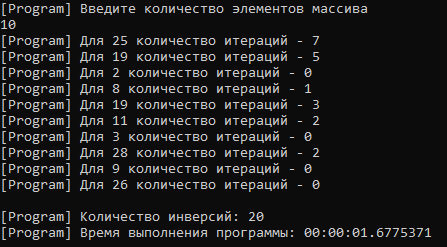 [Program] Введите количество элементов массива
10
[Program] Для 25 количество итераций - 7
[Program] Для 19 количество итераций - 5
[Program] Для 2 количество итераций - 0
[Program] Для 8 количество итераций - 1
[Program] Для 19 количество итераций - 3
[Program] Для 11 количество итераций - 2
[Program] Для 3 количество итераций - 0
[Program] Для 28 количество итераций - 2
[Program] Для 9 количество итераций - 0
[Program] Для 26 количество итераций - 0
[Program] Количество инверсий: 20
[Program] Время выполнения программы: 00:00:01.6775371